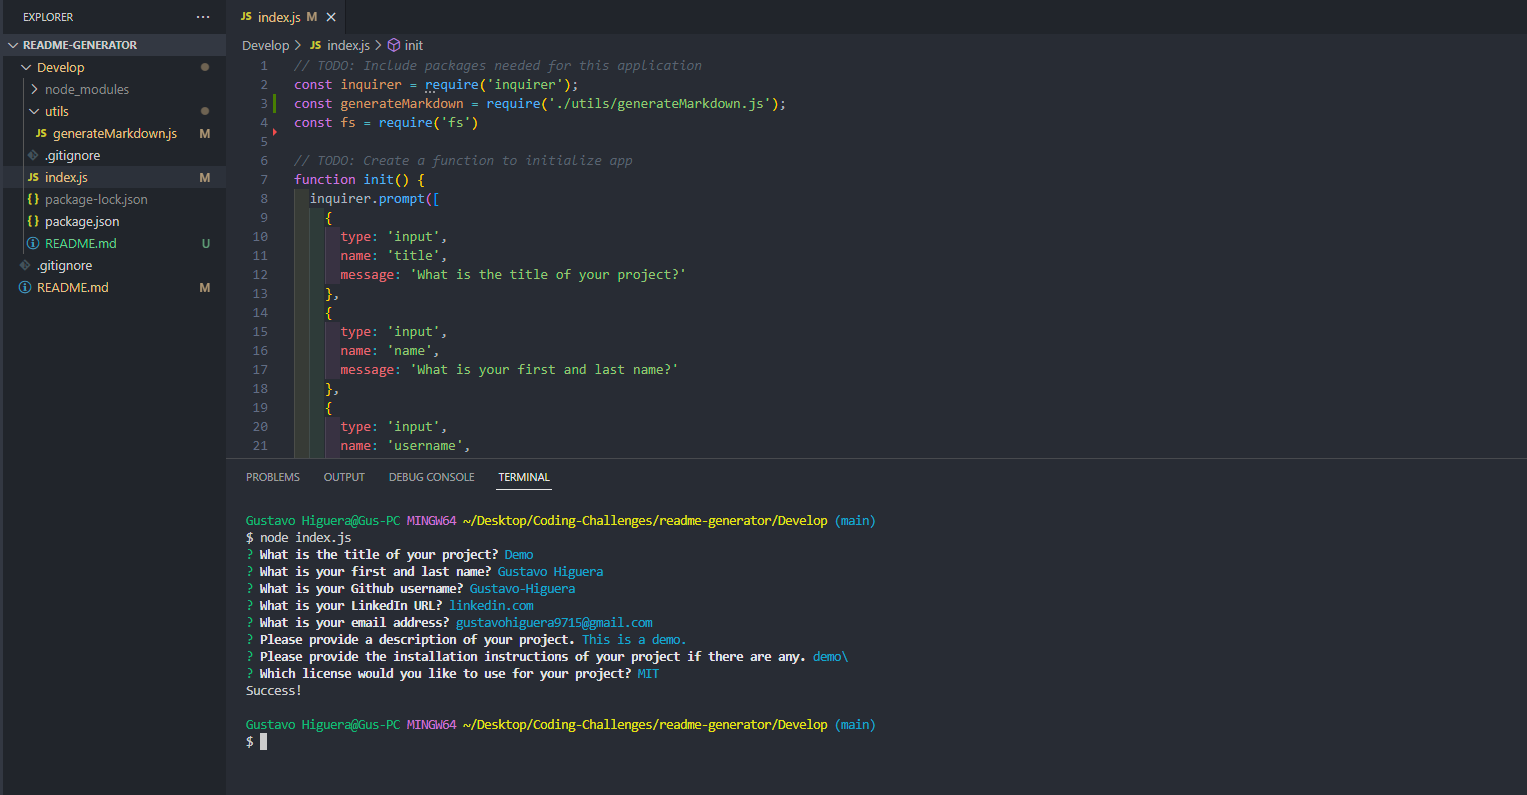 EXPLORER ···
README-GENERATOR
Develop
node_modules
utils
JS generateMarkdown.js M
.gitignore
JS index.js M
{} package-lock.json
{} package.json
README.md U
.gitignore
README.md M
JS index.js M ×
Develop > JS index.js > init
1 // TODO: Include packages needed for this application
2 const inquirer = require('inquirer');
3 const generateMarkdown = require('./utils/generateMarkdown.js');
4 const fs = require('fs')
5
6 // TODO: Create a function to initialize app
7 function init() {
8 inquirer.prompt([
9 {
10 type: 'input',
11 name: 'title',
12 message: 'What is the title of your project?'
13 },
14 {
15 type: 'input',
16 name: 'name',
17 message: 'What is your first and last name?'
18 },
19 {
20 type: 'input',
21 name: 'username',
PROBLEMS OUTPUT DEBUG CONSOLE TERMINAL
Gustavo Higuera@Gus-PC MINGW64 ~/Desktop/Coding-Challenges/readme-generator/Develop (main)
$ node index.js
? What is the title of your project? Demo
? What is your first and last name? Gustavo Higuera
? What is your Github username? Gustavo-Higuera
? What is your LinkedIn URL? linkedin.com
? What is your email address? gustavohiguera9715@gmail.com
? Please provide a description of your project. This is a demo.
? Please provide the installation instructions of your project if there are any. demo\
? Which license would you like to use for your project? MIT
Success!
Gustavo Higuera@Gus-PC MINGW64 ~/Desktop/Coding-Challenges/readme-generator/Develop (main)
$